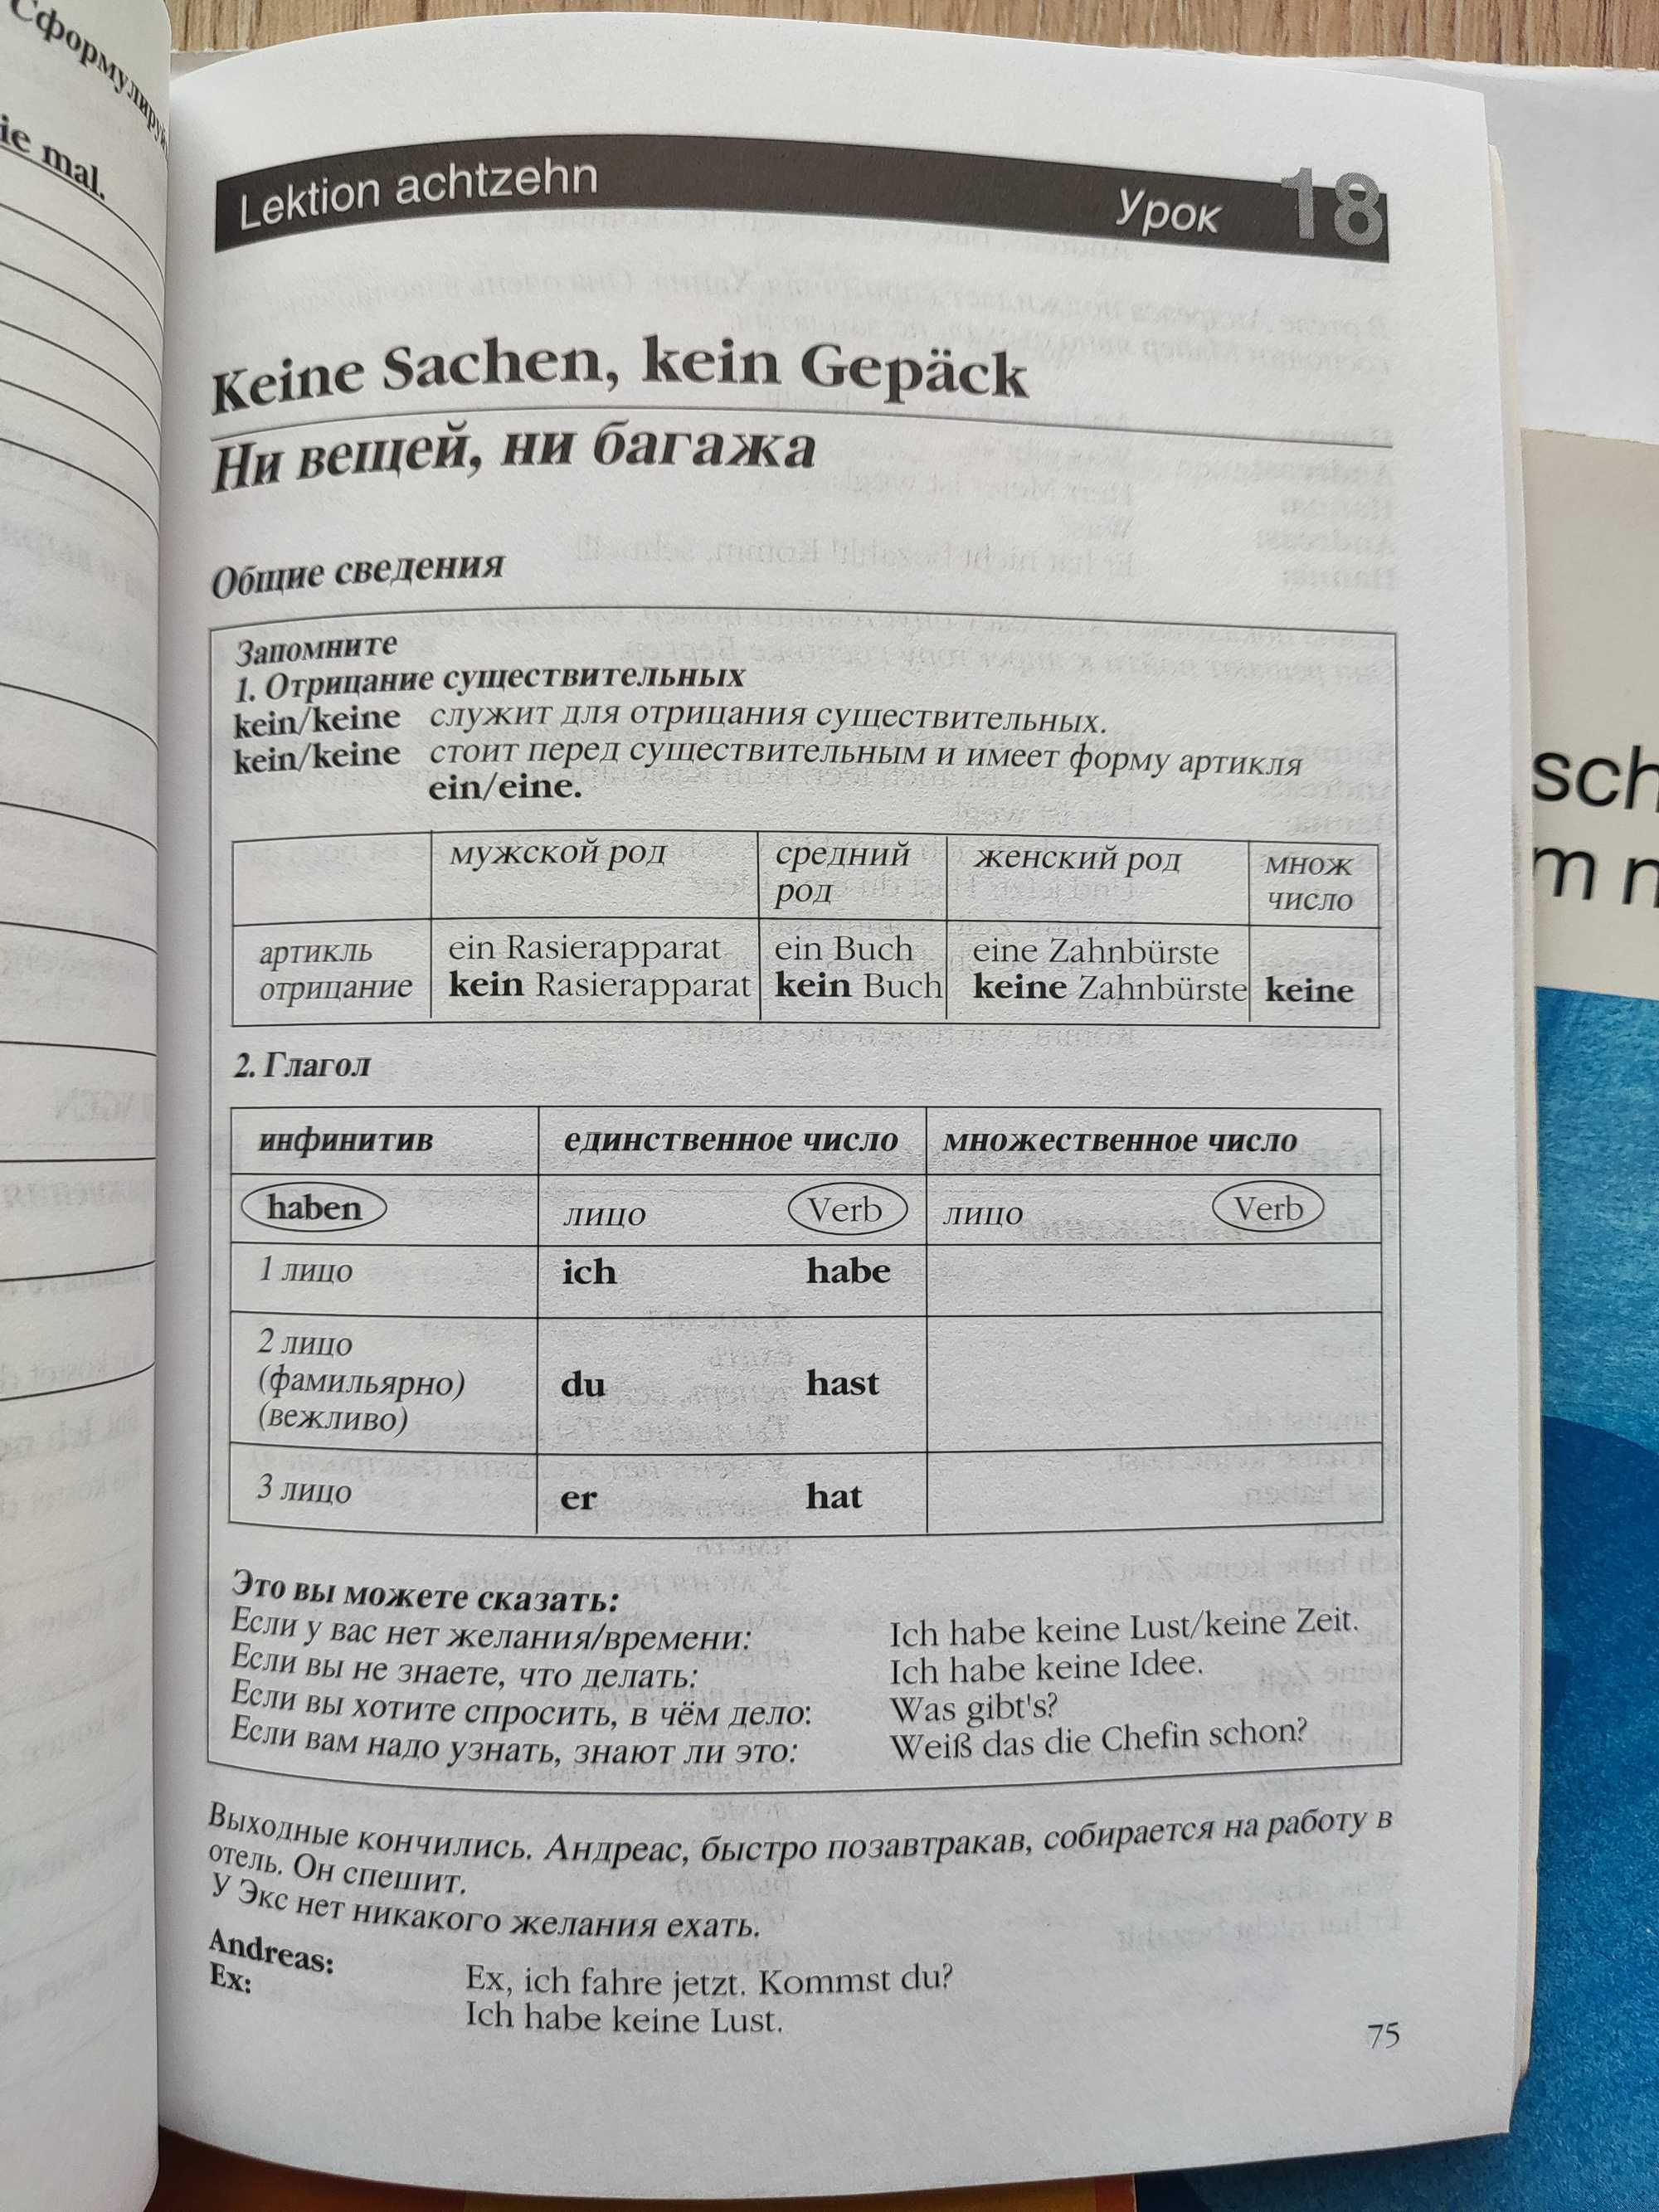 Сформулируй
ie mal.
Lektion achtzehn Урок 18
Keine Sachen, kein Gepäck
Ни вещей, ни багажа
Общие сведения
Запомните
1. Отрицание существительных
kein/keine служит для отрицания существительных.
kein/keine стоит перед существительным и имеет форму артикля
ein/eine.
мужской род средний род женский род множ число
артикль ein Rasierapparat ein Buch eine Zahnbürste
отрицание kein Rasierapparat kein Buch keine Zahnbürste keine
2. Глагол
инфинитив единственное число множественное число
haben лицо Verb лицо Verb
1 лицо ich habe
2 лицо
(фамильярно) du hast
(вежливо)
3 лицо er hat
Это вы можете сказать:
Если у вас нет желания/времени: Ich habe keine Lust/keine Zeit.
Если вы не знаете, что делать: Ich habe keine Idee.
Если вы хотите спросить, в чём дело: Was gibt's?
Если вам надо узнать, знают ли это: Weiß das die Chefin schon?
Выходные кончились. Андреас, быстро позавтракав, собирается на работу в
отель. Он спешит.
У Экс нет никакого желания ехать.
Andreas: Ex, ich fahre jetzt. Kommst du?
Ex: Ich habe keine Lust.
75
sch
m n